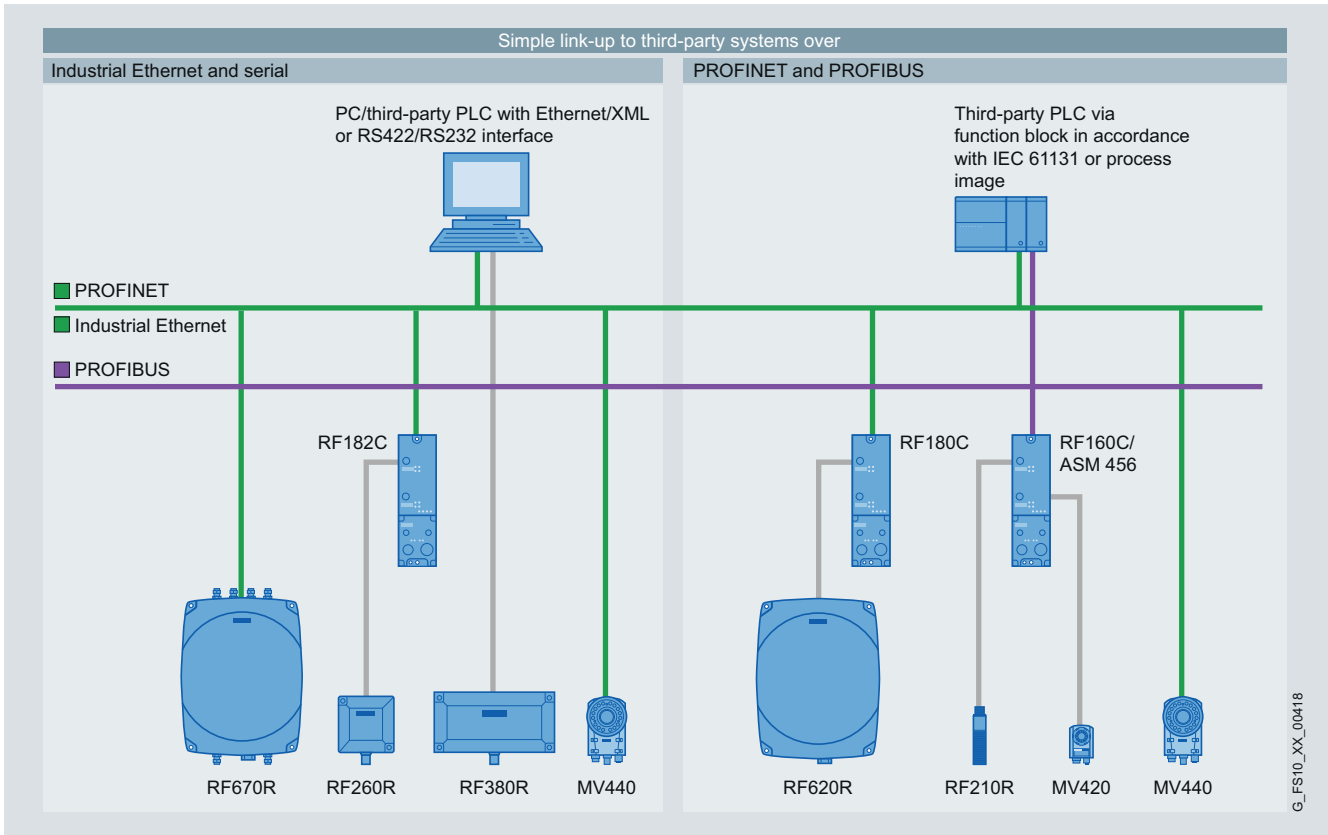 Simple link-up to third-party systems over
Industrial Ethernet and serial
PC/third-party PLC with Ethernet/XML
or RS422/RS232 interface
PROFINET and PROFIBUS
Third-party PLC via
function block in accordance
with IEC 61131 or process
image
PROFINET
Industrial Ethernet
PROFIBUS
RF182C
RF180C
RF160C/
ASM 456
RF670R
RF260R
RF380R
MV440
RF620R
RF210R
MV420
MV440
G_FS10_XX_00418